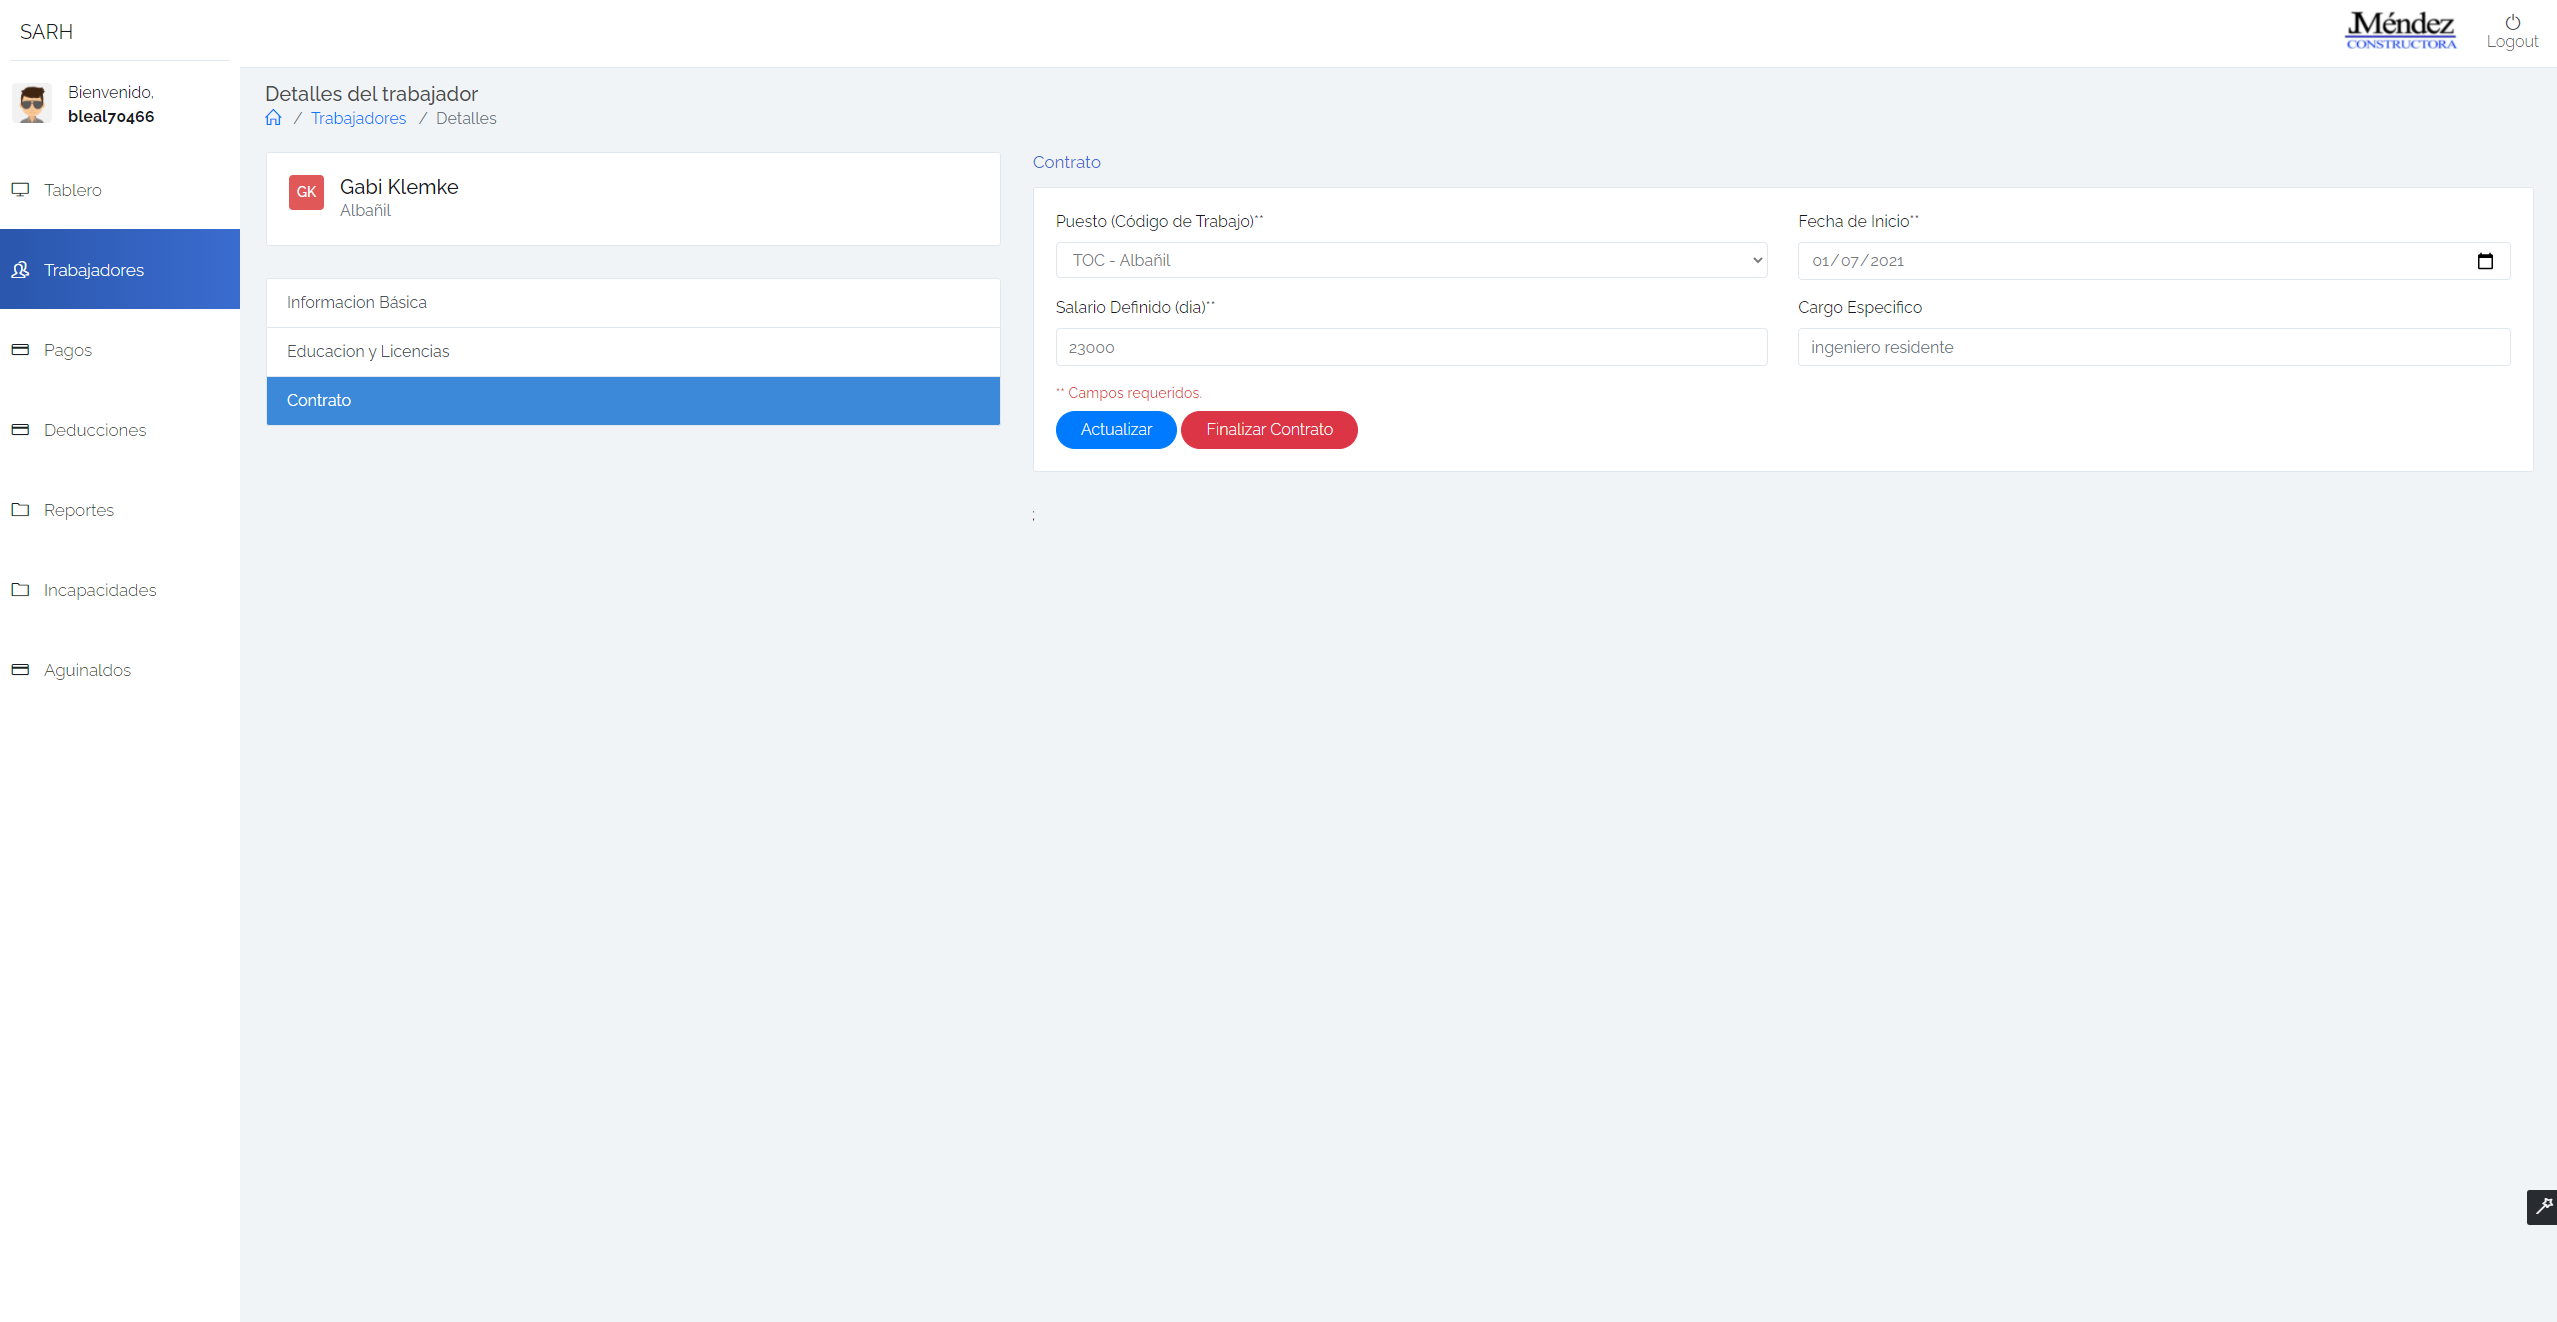 SARH
JMéndez
CONSTRUCTORA
Logout
Bienvenido,
bleal70466
Tablero
Trabajadores
Pagos
Deducciones
Reportes
Incapacidades
Aguinaldos
Detalles del trabajador
/ Trabajadores / Detalles
GK
Gabi Klemke
Albañil
Informacion Básica
Educacion y Licencias
Contrato
Contrato
Puesto (Código de Trabajo)**
TOC - Albañil
Fecha de Inicio**
01/07/2021
Salario Definido (dia)**
23000
Cargo Especifico
ingeniero residente
** Campos requeridos.
Actualizar
Finalizar Contrato
;